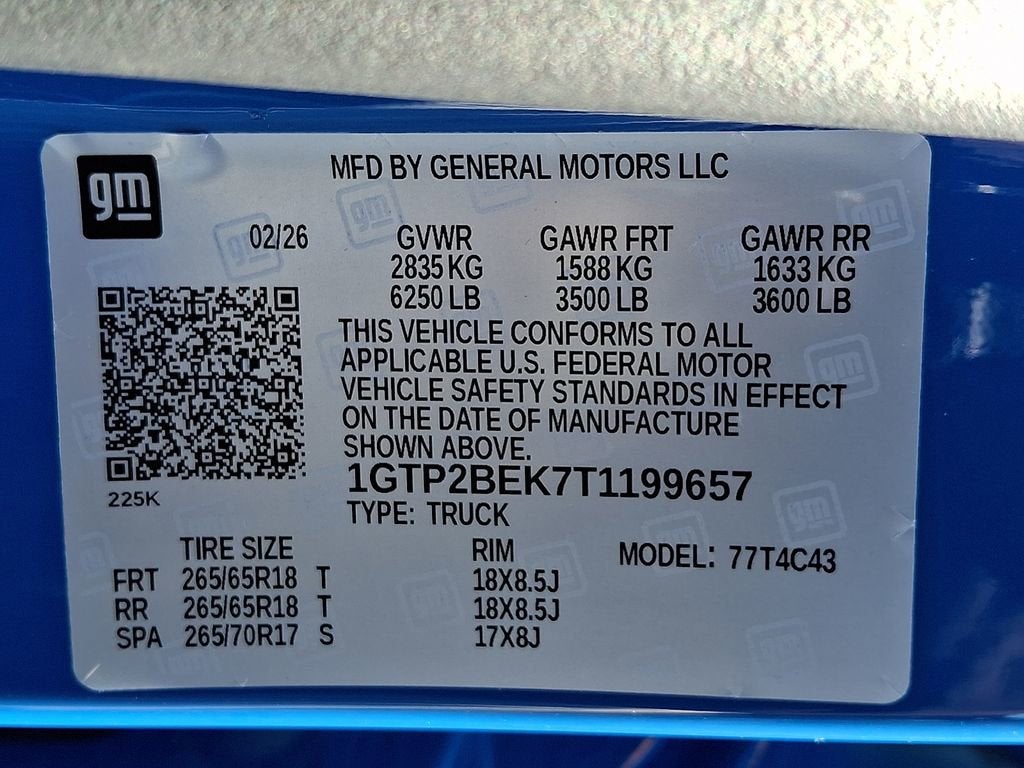 gm
MFD BY GENERAL MOTORS LLC
02/26 GVWR GAWR FRT GAWR RR
2835 KG 1588 KG 1633 KG
6250 LB 3500 LB 3600 LB
THIS VEHICLE CONFORMS TO ALL
APPLICABLE U.S. FEDERAL MOTOR
VEHICLE SAFETY STANDARDS IN EFFECT
ON THE DATE OF MANUFACTURE
SHOWN ABOVE.
225K
1GTP2BEK7T1199657
TYPE: TRUCK
TIRE SIZE RIM MODEL: 77T4C43
FRT 265/65R18 T 18X8.5J
RR 265/65R18 T 18X8.5J
SPA 265/70R17 S 17X8J